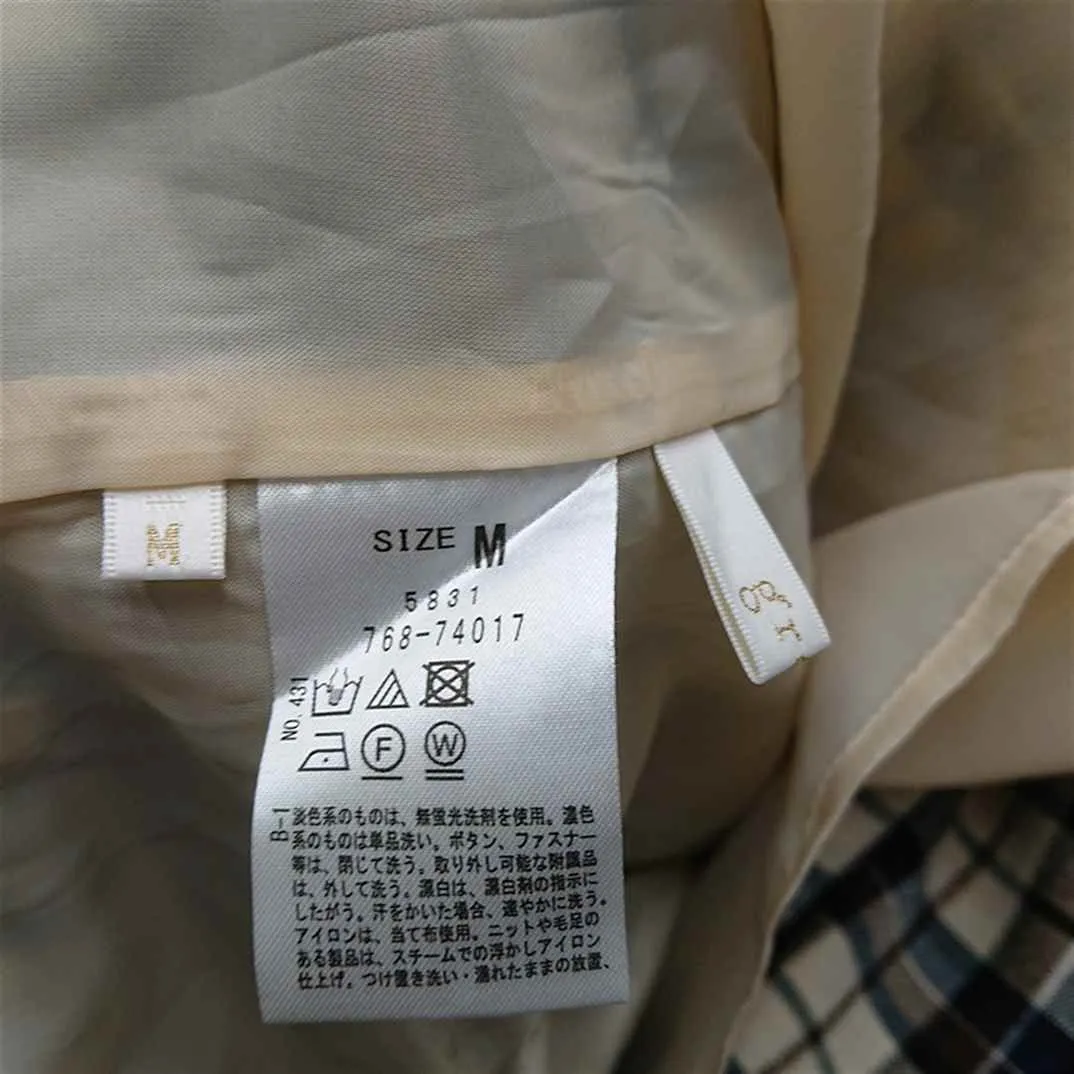 M
SIZE M
5831
768-74017
NO.431
F W
B-1
淡色系のものは、無蛍光洗剤を使用。濃色
系のものは単品洗い。ボタン、ファスナー
等は、閉じて洗う。取り外し可能な附属品
は、外して洗う。漂白は、漂白剤の指示に
したがう。汗をかいた場合、速やかに洗う。
アイロンは、当て布使用。ニットや毛足の
ある製品は、スチームでの浮かしアイロン
仕上げ。つけ置き洗い・濡れたままの放置、